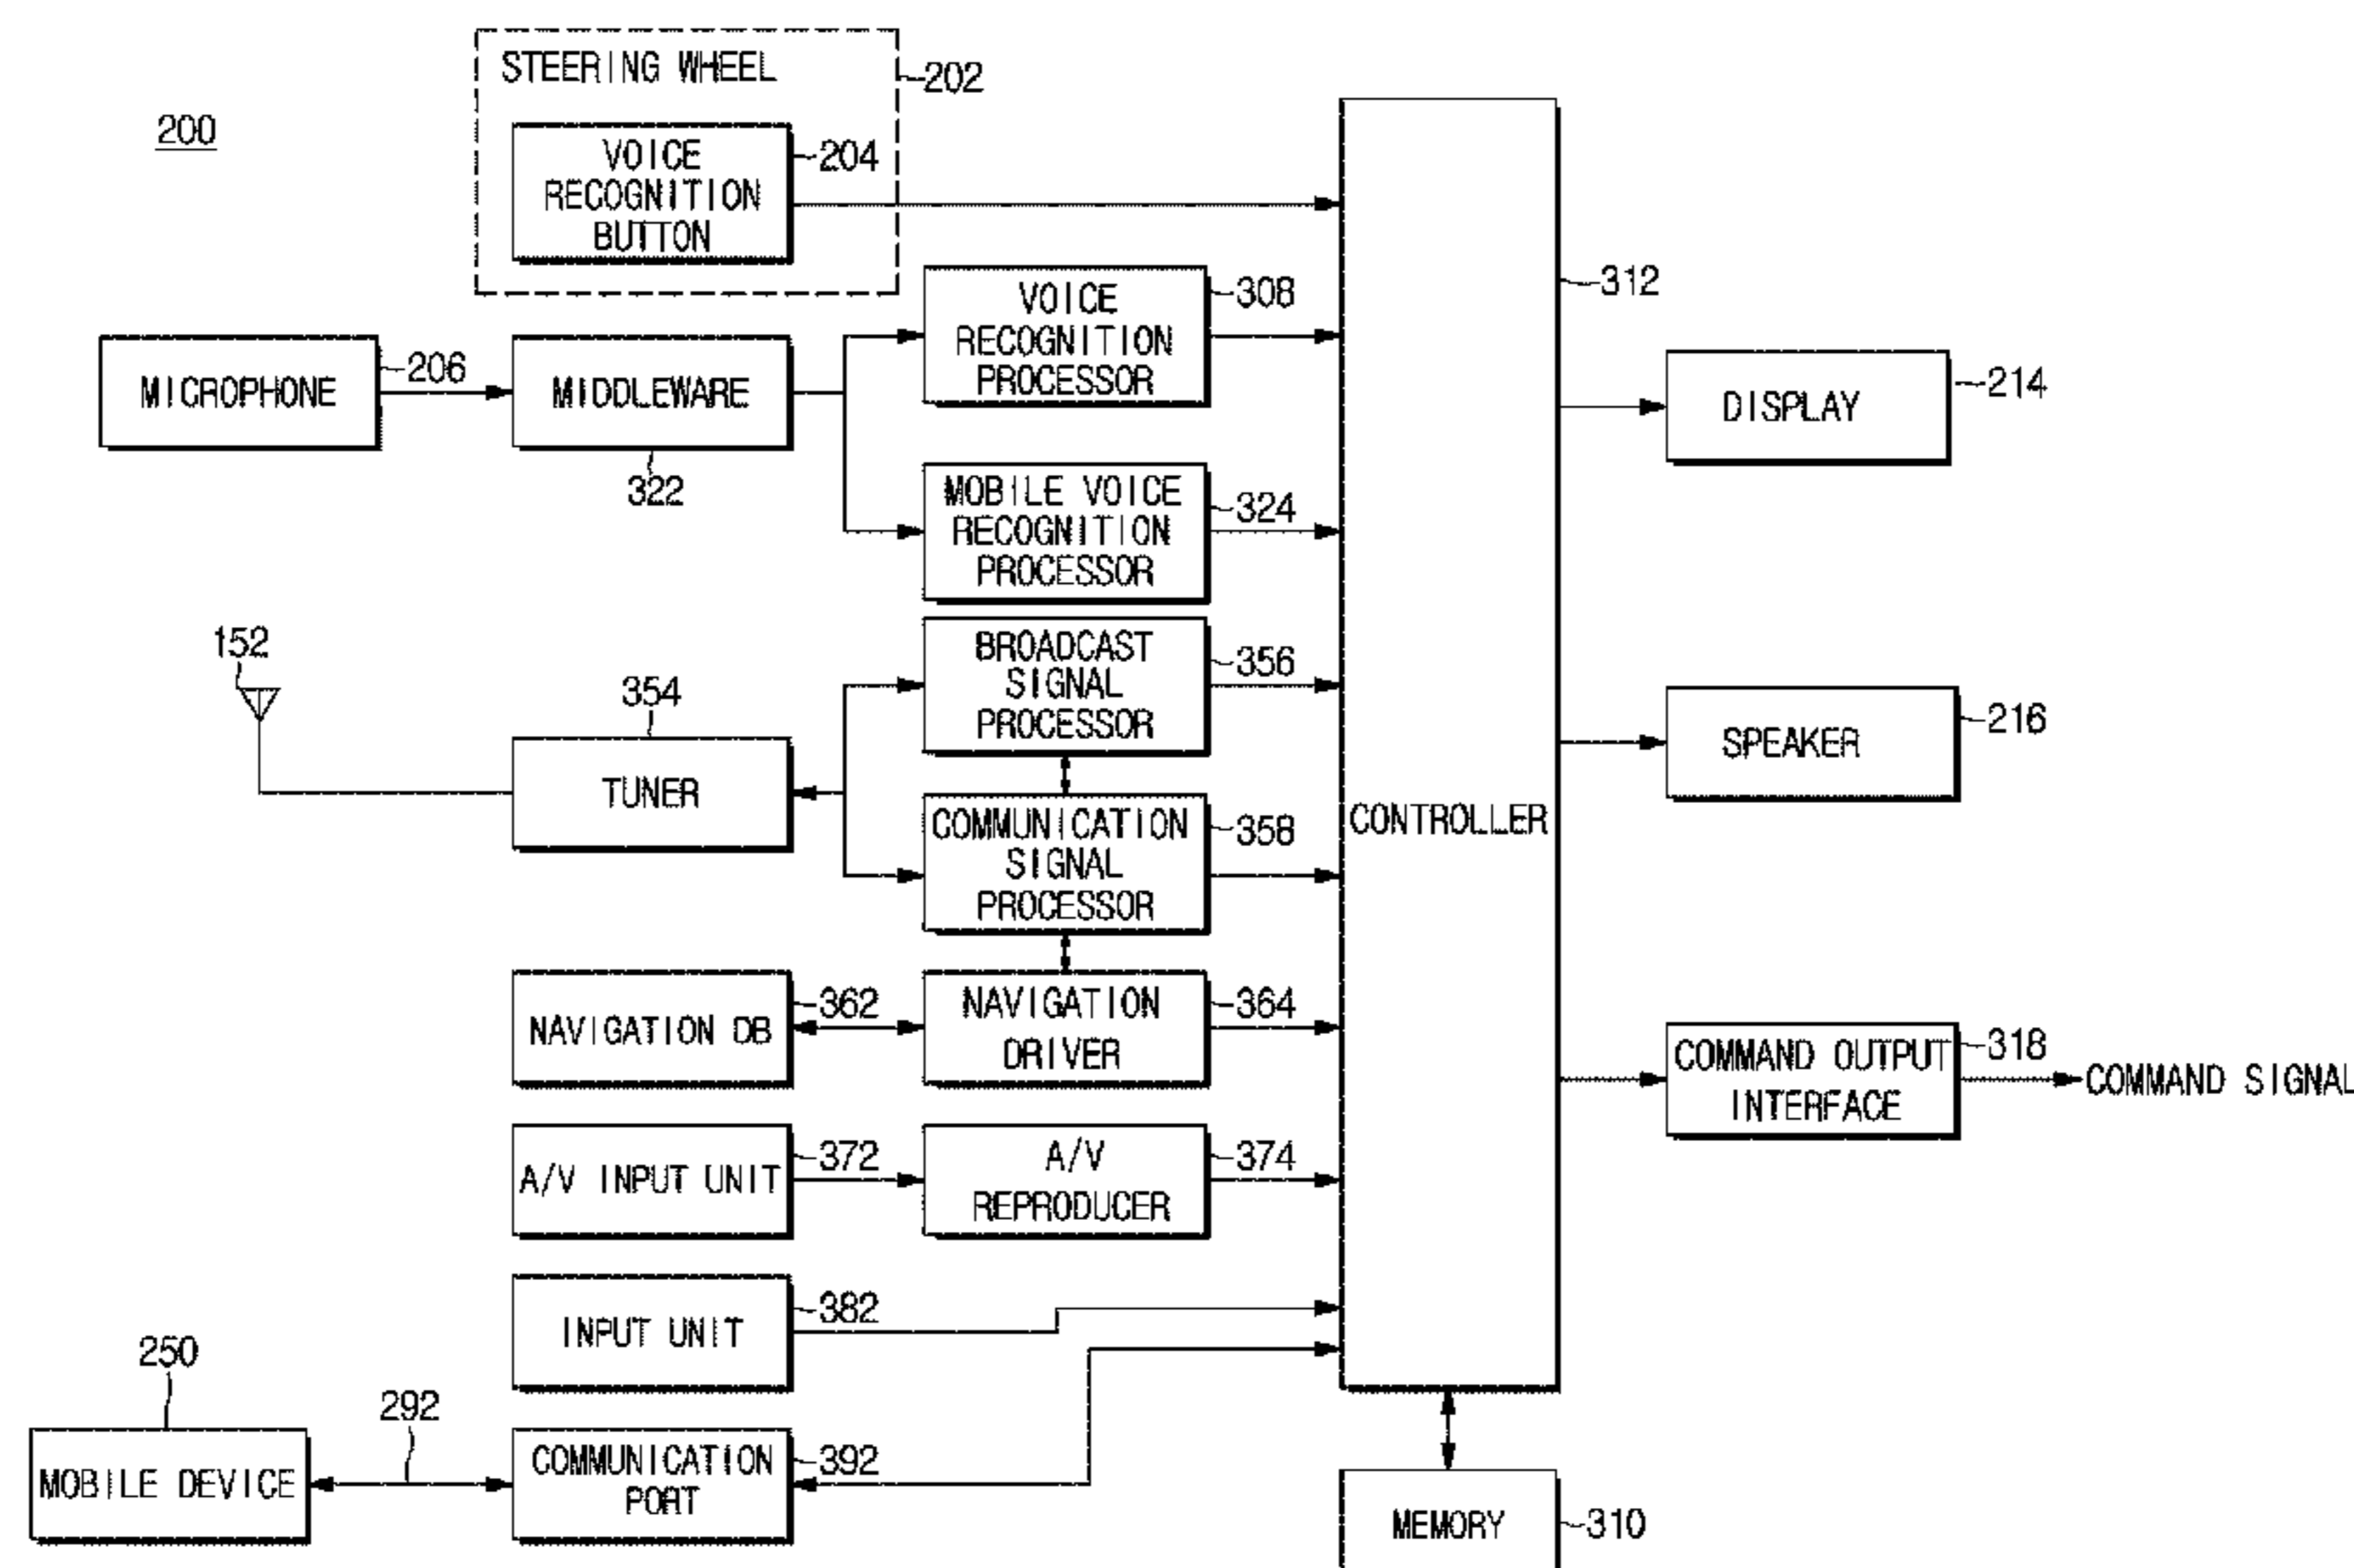 200
STEERING WHEEL
202
VOICE
RECOGNITION
BUTTON
204
MICROPHONE
206
MIDDLEWARE
322
VOICE
RECOGNITION
PROCESSOR
308
MOBILE VOICE
RECOGNITION
PROCESSOR
324
152
354
TUNER
BROADCAST
SIGNAL
PROCESSOR
356
COMMUNICATION
SIGNAL
PROCESSOR
358
NAVIGATION DB
362
NAVIGATION
DRIVER
364
A/V INPUT UNIT
372
A/V
REPRODUCER
374
INPUT UNIT
382
250
MOBILE DEVICE
292
COMMUNICATION
PORT
392
CONTROLLER
312
MEMORY
310
DISPLAY
214
SPEAKER
216
COMMAND OUTPUT
INTERFACE
318
COMMAND SIGNAL